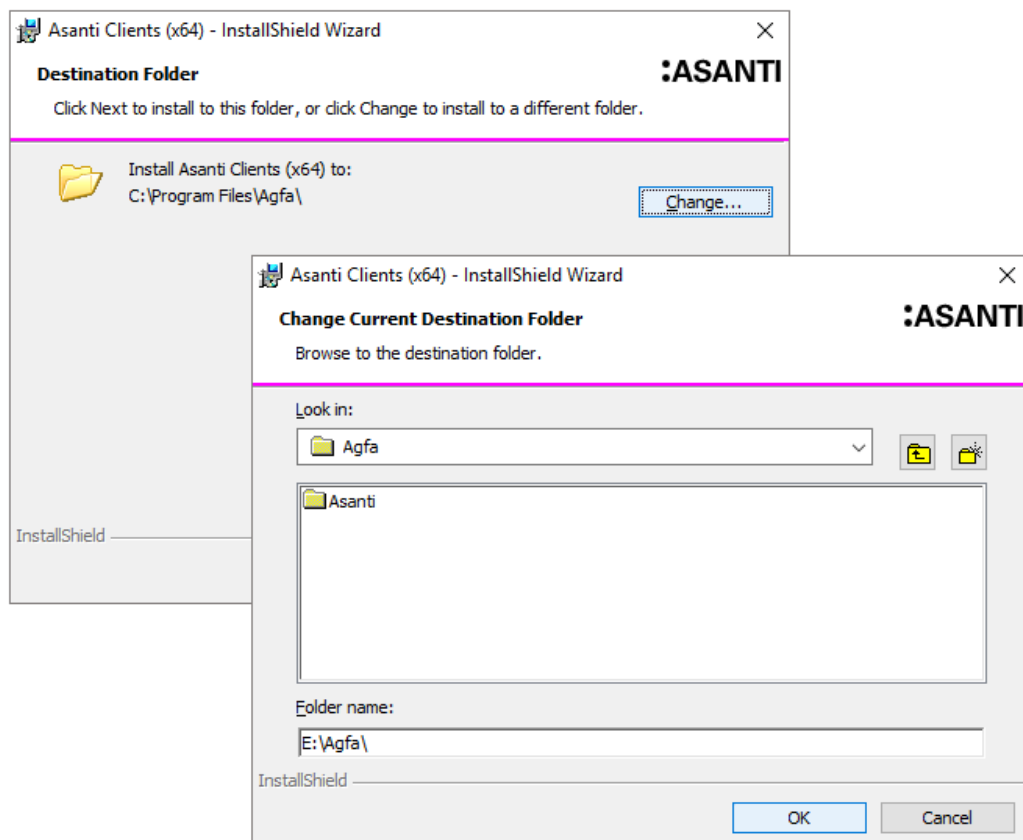 Asanti Clients (x64) - InstallShield Wizard
Destination Folder
:ASANTI
Click Next to install to this folder, or click Change to install to a different folder.
Install Asanti Clients (x64) to:
C:\Program Files\Agfa\
Change...
InstallShield
Asanti Clients (x64) - InstallShield Wizard
Change Current Destination Folder
:ASANTI
Browse to the destination folder.
Look in:
Agfa
Asanti
Folder name:
E:\Agfa\
InstallShield
OK
Cancel